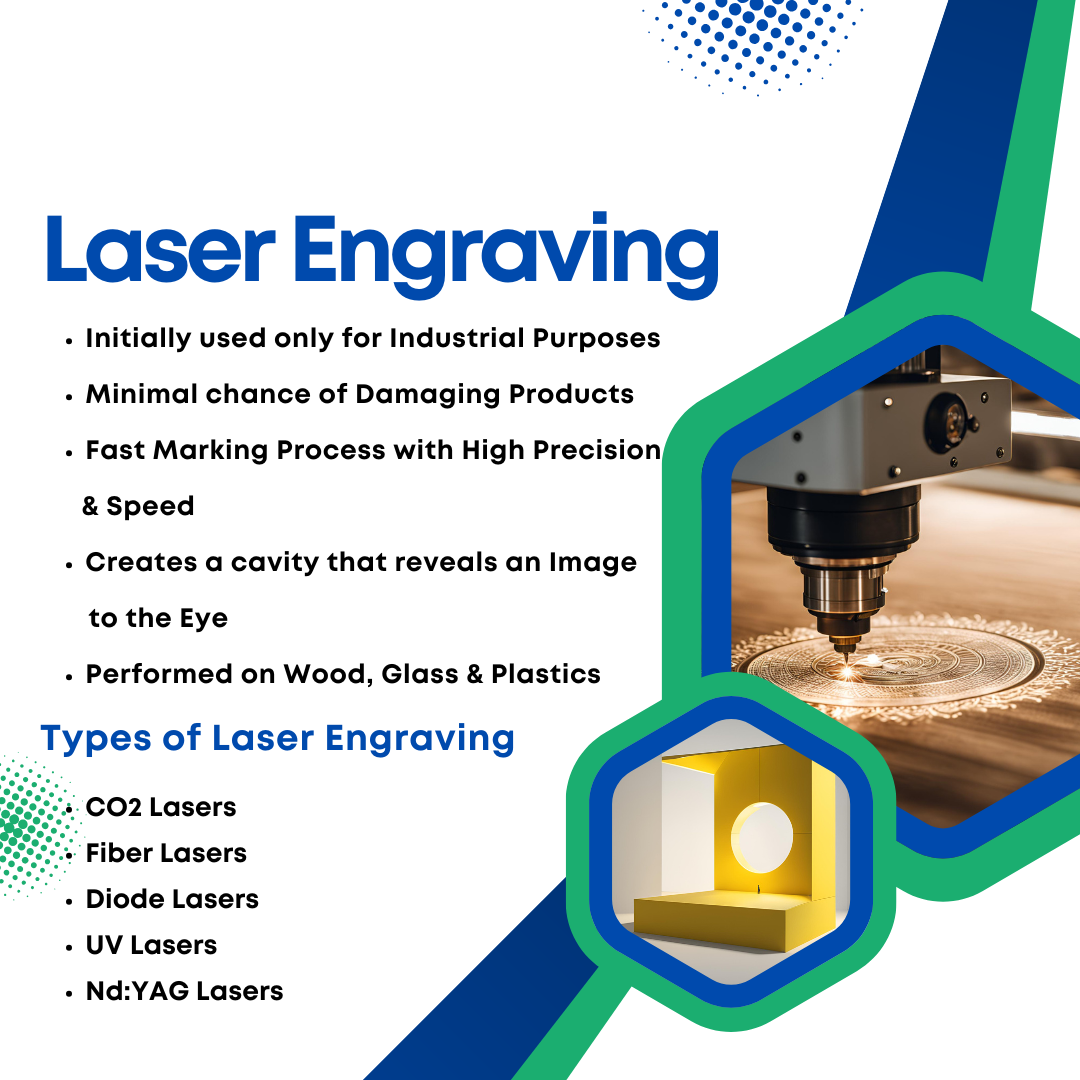 Laser Engraving
• Initially used only for Industrial Purposes
• Minimal chance of Damaging Products
• Fast Marking Process with High Precision
& Speed
• Creates a cavity that reveals an Image
to the Eye
• Performed on Wood, Glass & Plastics
Types of Laser Engraving
• CO2 Lasers
• Fiber Lasers
• Diode Lasers
• UV Lasers
• Nd:YAG Lasers